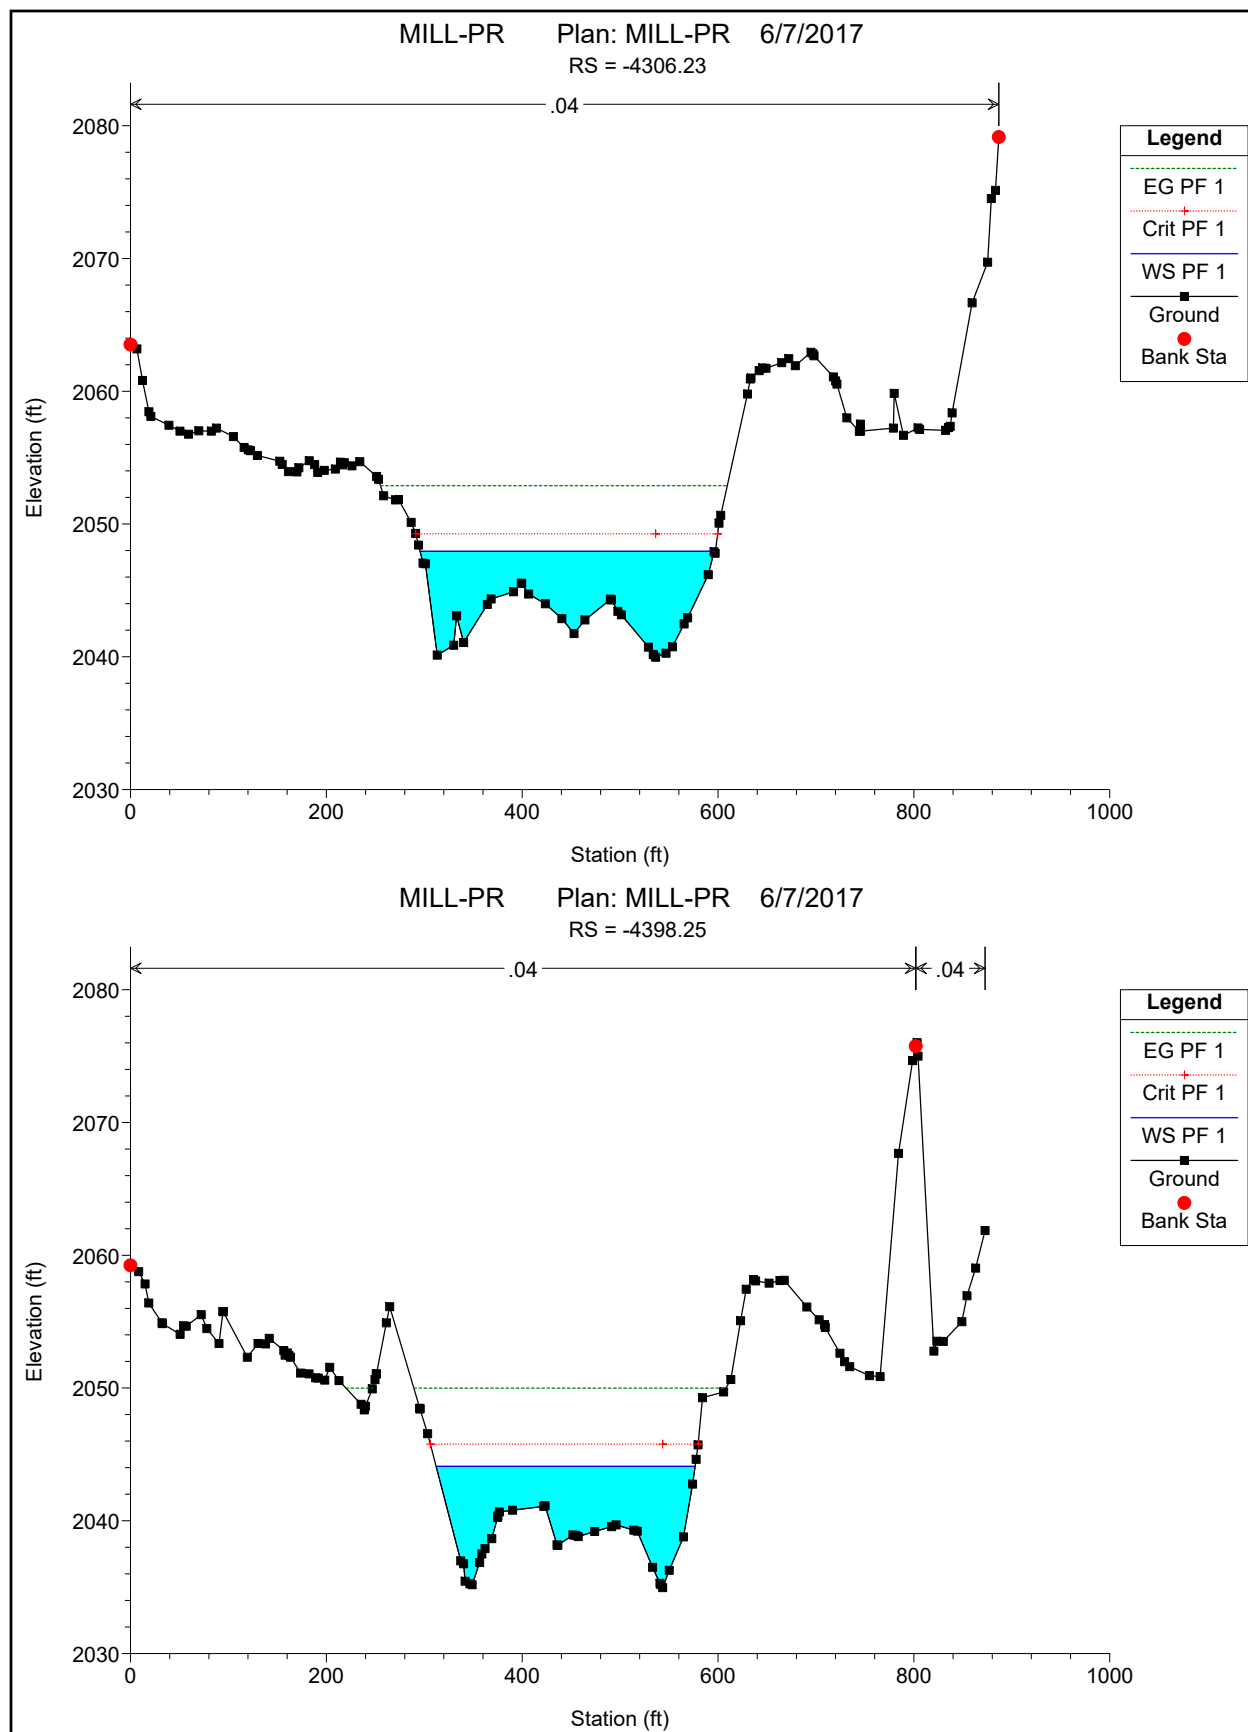 MILL-PR Plan: MILL-PR 6/7/2017
RS = -4306.23
.04
Elevation (ft)
2080
2070
2060
2050
2040
2030
0 200 400 600 800 1000
Station (ft)
Legend
EG PF 1
Crit PF 1
WS PF 1
Ground
Bank Sta
MILL-PR Plan: MILL-PR 6/7/2017
RS = -4398.25
.04 .04
Elevation (ft)
2080
2070
2060
2050
2040
2030
0 200 400 600 800 1000
Station (ft)
Legend
EG PF 1
Crit PF 1
WS PF 1
Ground
Bank Sta